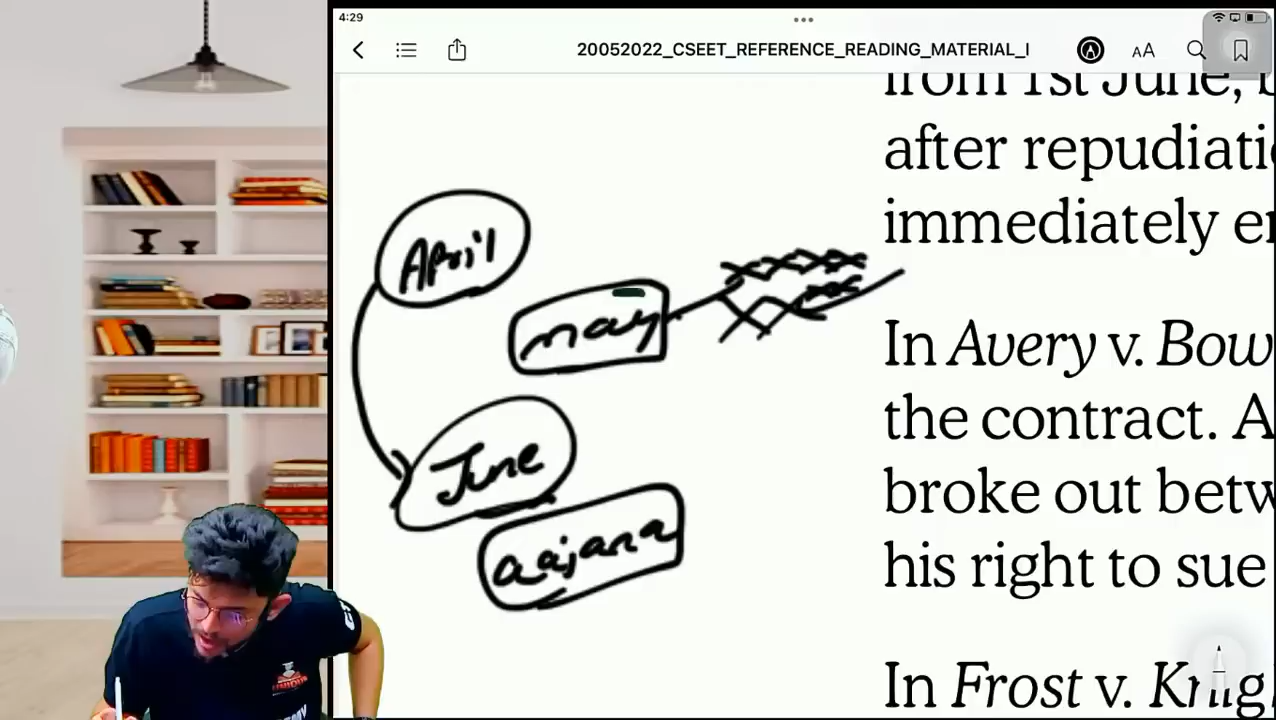 4:29
20052022_CSEET_REFERENCE_READING_MATERIAL_I
AA
from 1st June,
after repudiati
immediately
In Avery v. Bow
the contract. A
broke out betw
his right to sue
In Frost v. Knig
April
may
June
aajana